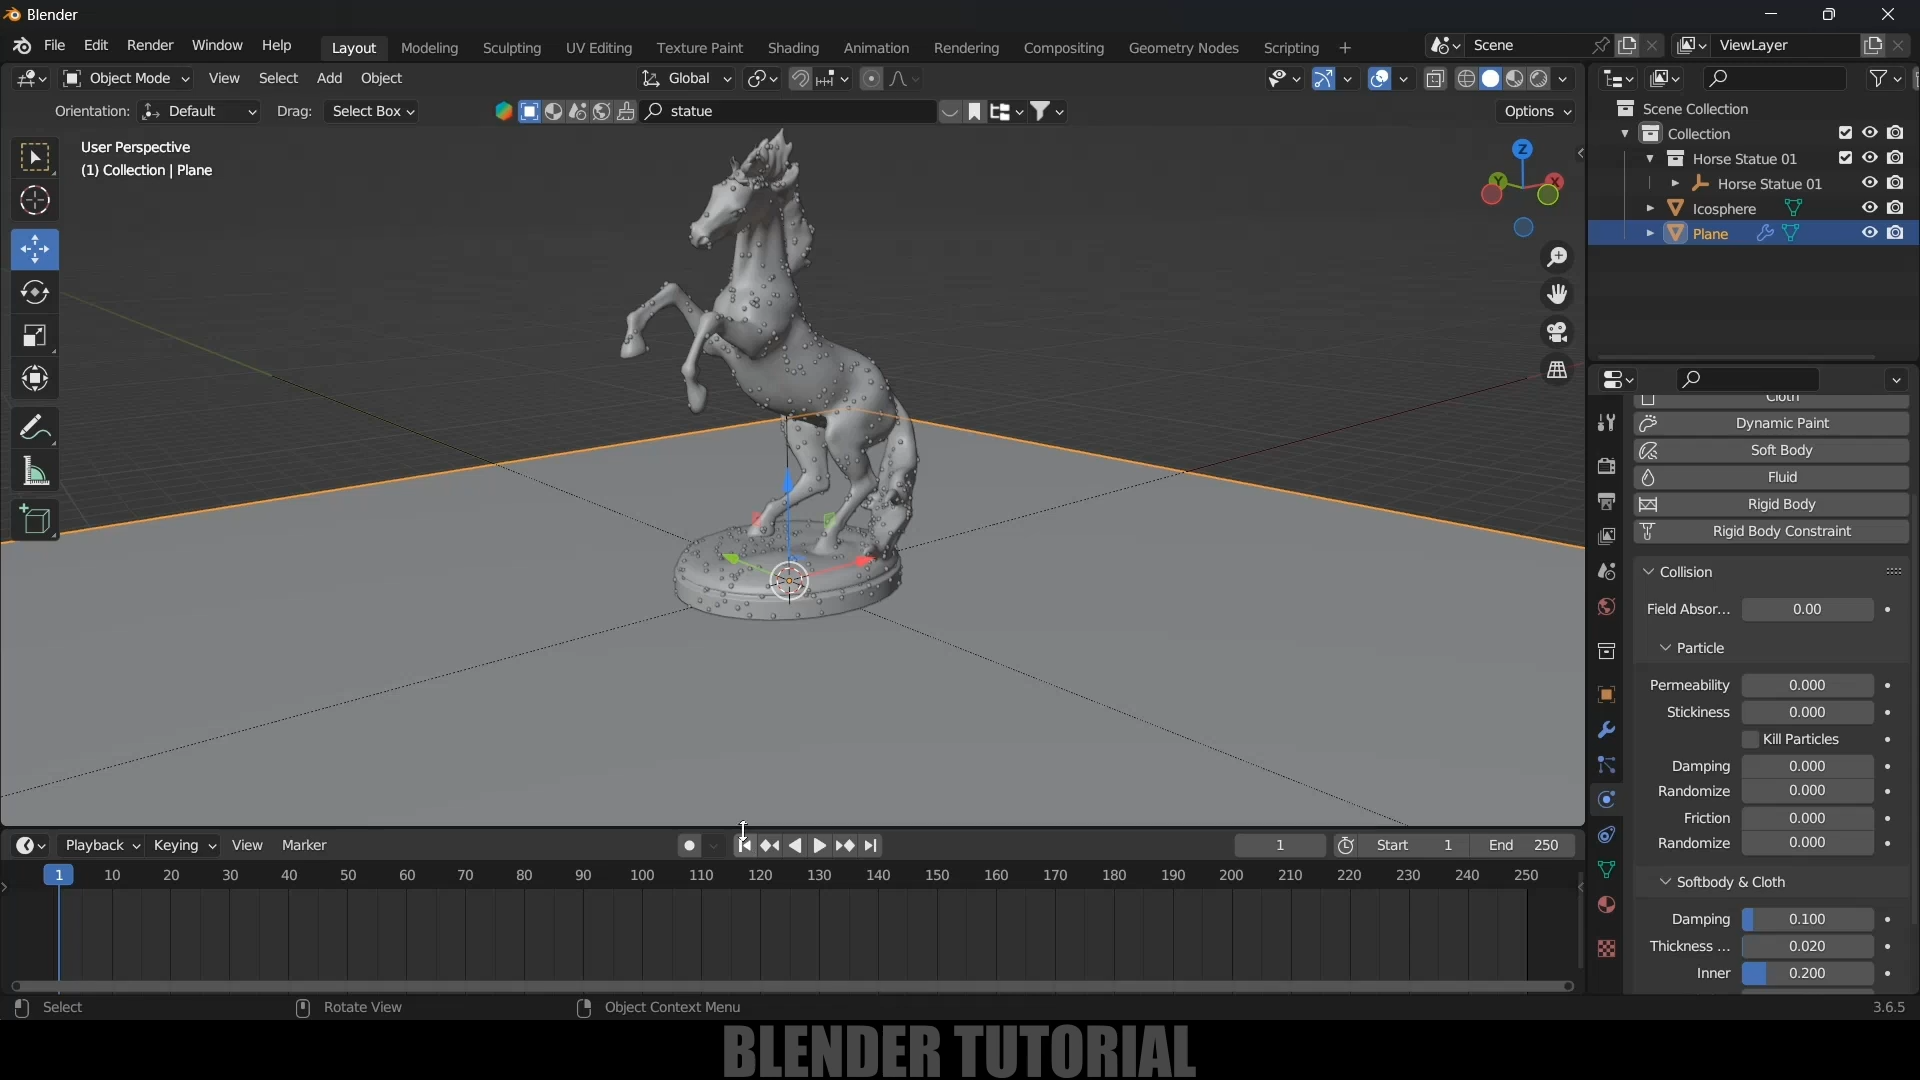 Blender
File Edit Render Window Help Layout Modeling Sculpting UV Editing Texture Paint Shading Animation Rendering Compositing Geometry Nodes Scripting + Scene ViewLayer
Object Mode View Select Add Object Global
Orientation: Default Drag: Select Box statue Options
User Perspective
(1) Collection | Plane
Z
Y X
Scene Collection
Collection
Horse Statue 01
Horse Statue 01
Icosphere
Plane
Dynamic Paint
Soft Body
Fluid
Rigid Body
Rigid Body Constraint
Collision
Field Absor... 0.00
Particle
Permeability 0.000
Stickiness 0.000
Kill Particles
Damping 0.000
Randomize 0.000
Friction 0.000
Randomize 0.000
Softbody & Cloth
Damping 0.100
Thickness ... 0.020
Inner 0.200
Playback Keying View Marker 1 Start 1 End 250
1 10 20 30 40 50 60 70 80 90 100 110 120 130 140 150 160 170 180 190 200 210 220 230 240 250
Select Rotate View Object Context Menu 3.6.5
BLENDER TUTORIAL